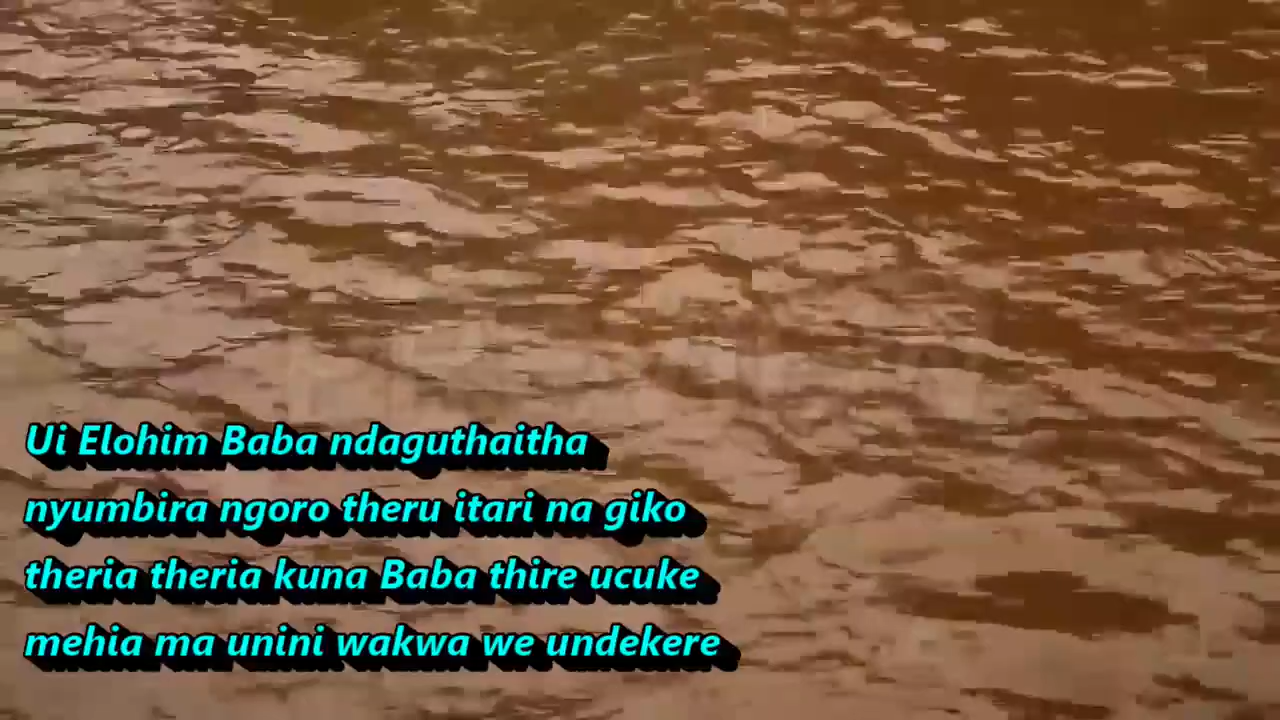 Ui Elohim Baba ndaguthaitha
nyumbira ngoro theru itari na giko
theria theria kuna Baba thire ucuke
mehia ma unini wakwa we undekere